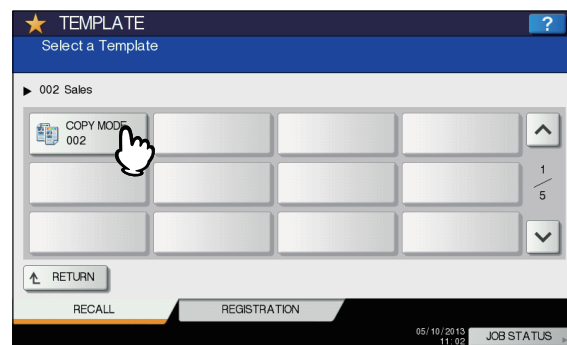 TEMPLATE
?
Select a Template
002 Sales
COPY MODE
002
1
5
RETURN
RECALL
REGISTRATION
05/10/2013
11:02
JOB STATUS